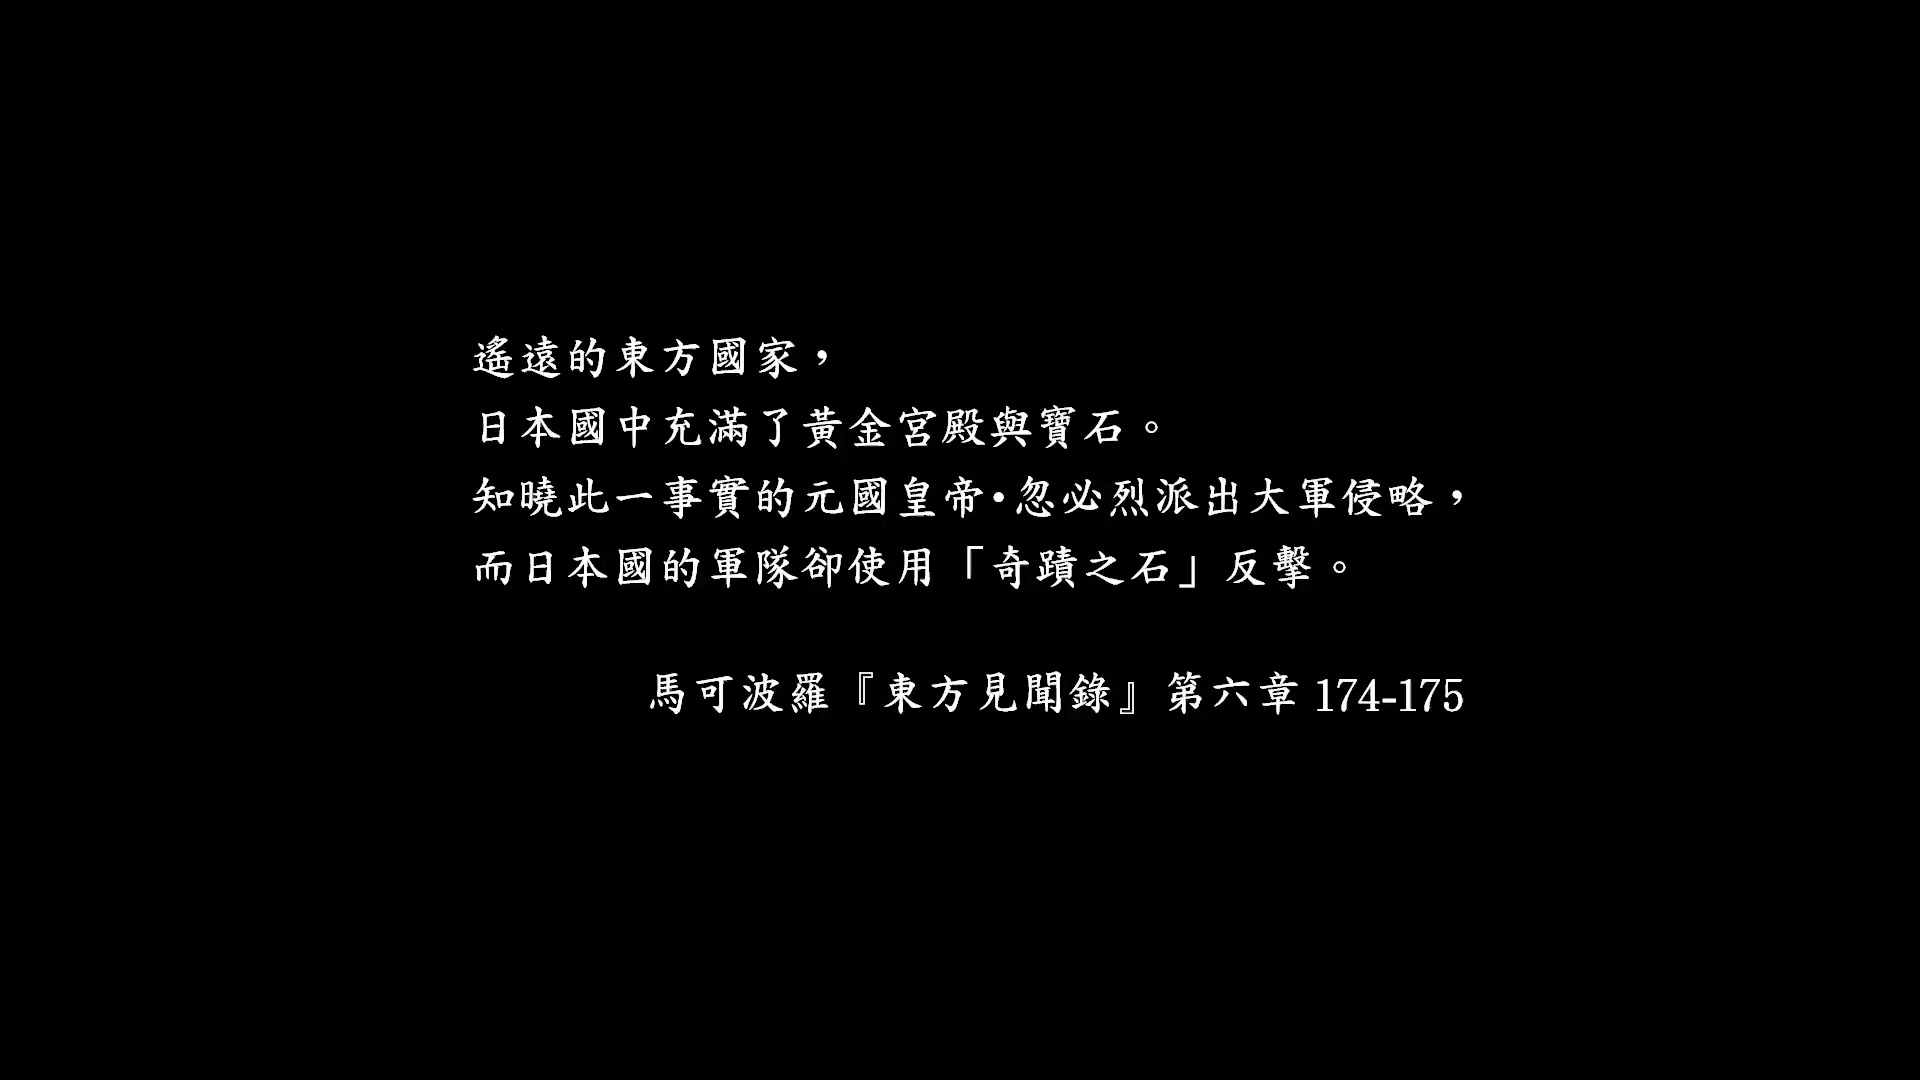 遙遠的東方國家，
日本國中充滿了黃金宮殿與寶石。
知曉此一事實的元國皇帝•忽必烈派出大軍侵略，
而日本國的軍隊卻使用「奇蹟之石」反擊。
馬可波羅『東方見聞錄』第六章 174-175